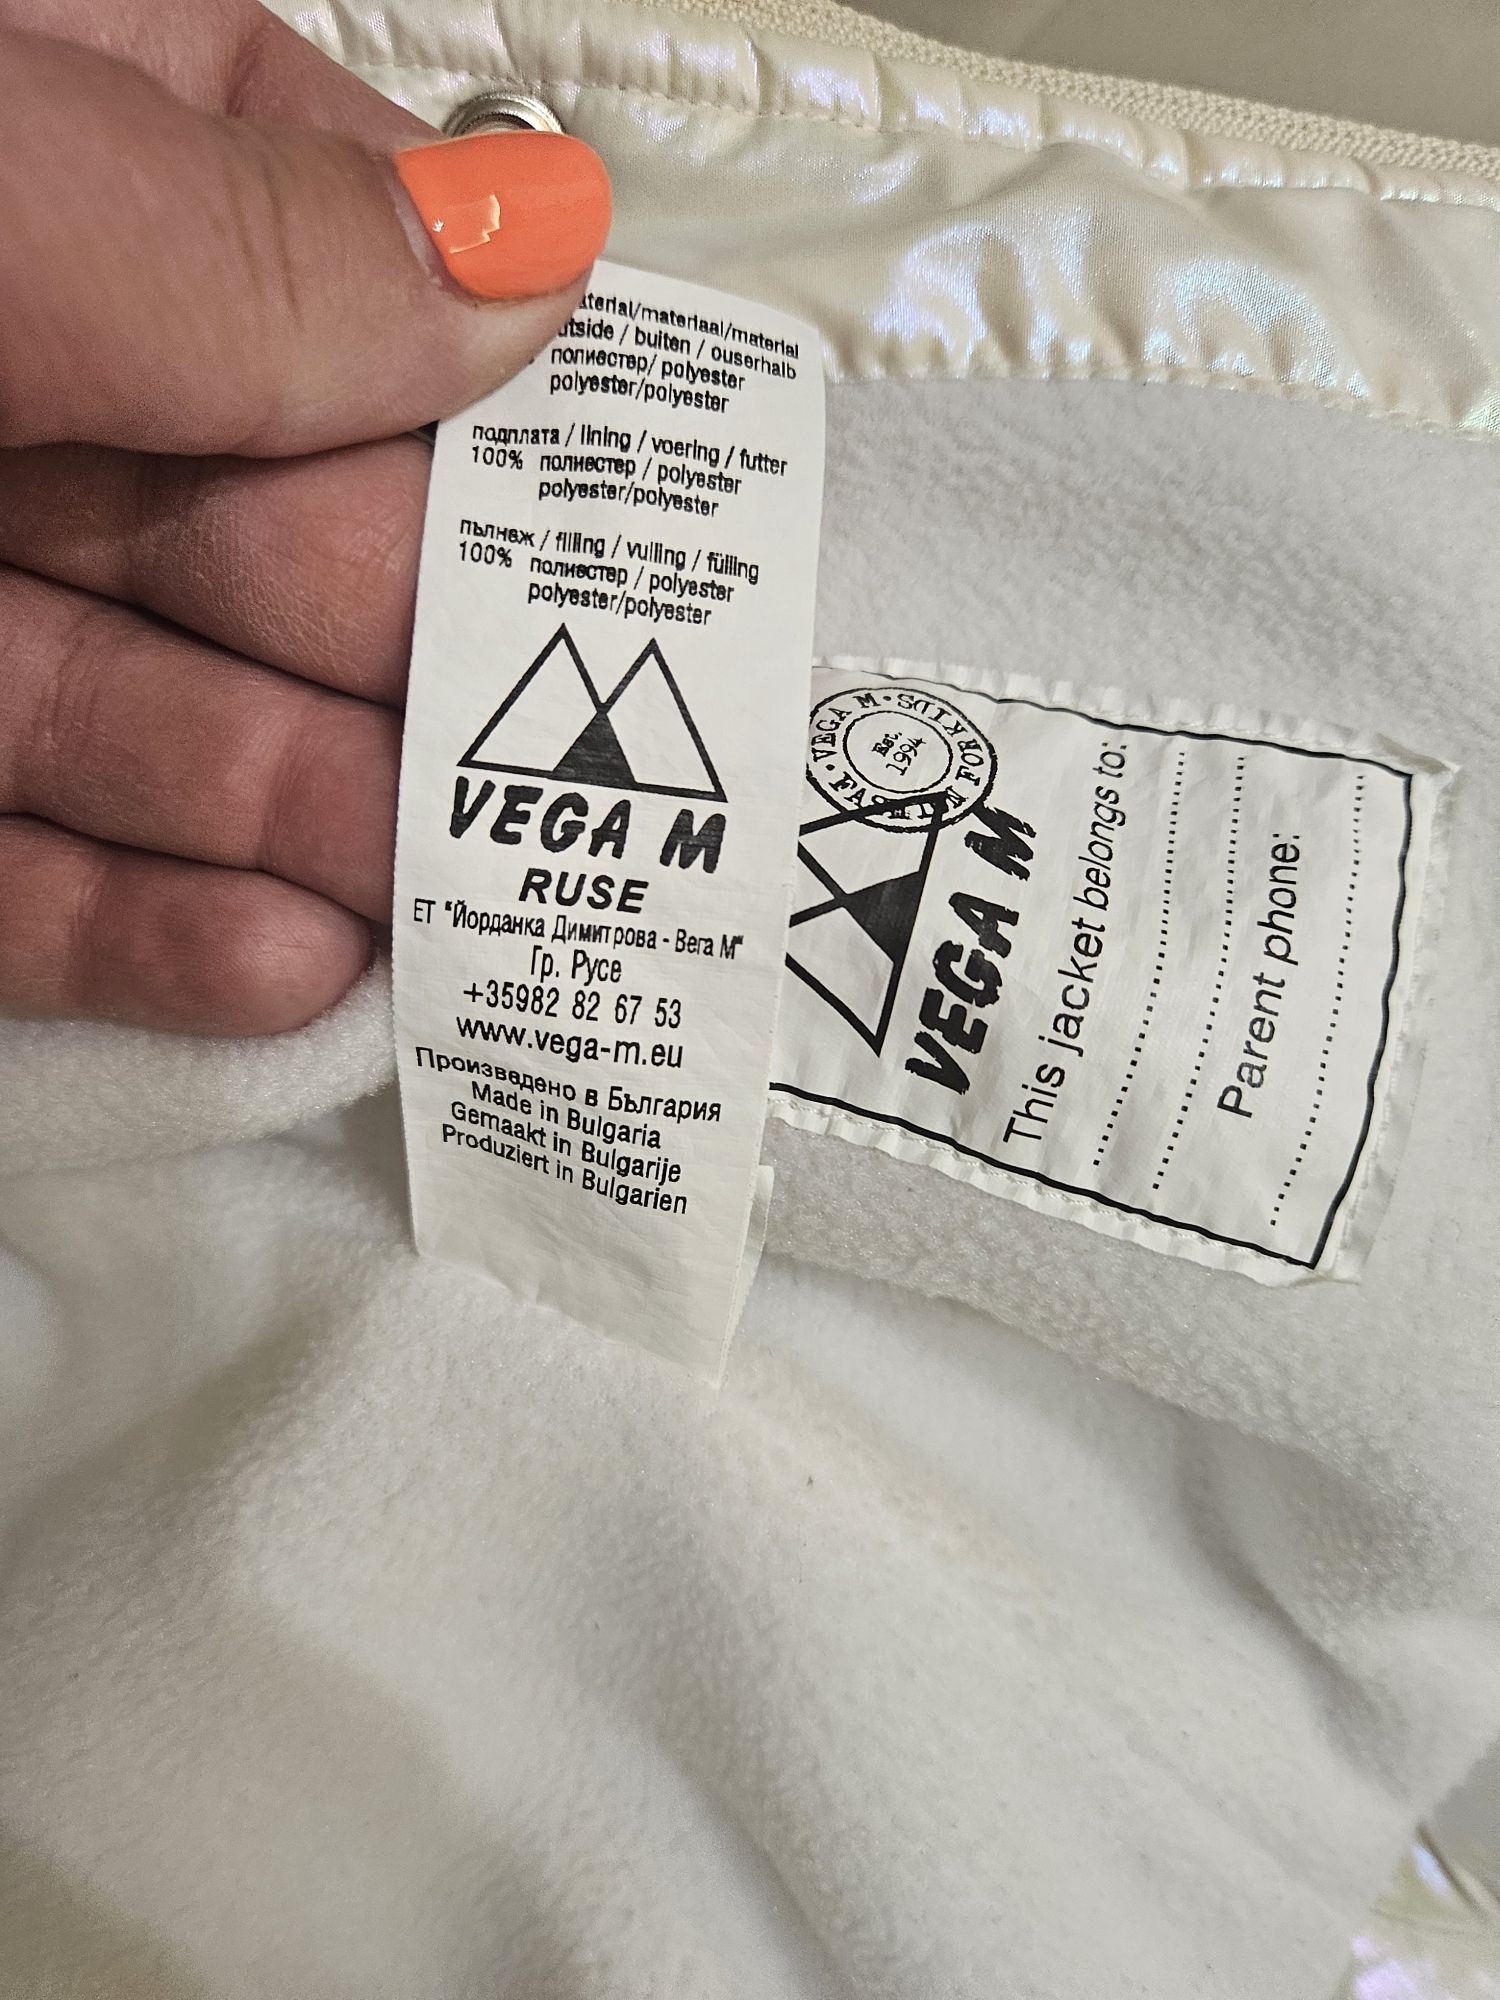 material/materiaal/material
outside / buiten / ouserhalb
полиестер/ polyester
polyester/polyester
подплата / lining / voering / futter
100% полиестер / polyester
polyester/polyester
пълнеж / filling / vulling / fülling
100% полиестер / polyester
polyester/polyester
VEGA M
RUSE
ЕТ "Йорданка Димитрова - Вега М"
Гр. Русе
+35982 82 67 53
www.vega-m.eu
Произведено в България
Made in Bulgaria
Gemaakt in Bulgarije
Produziert in Bulgarien
VEGA M • FASHION FOR KIDS •
Est.
1994
VEGA M
This jacket belongs to:
Parent phone: